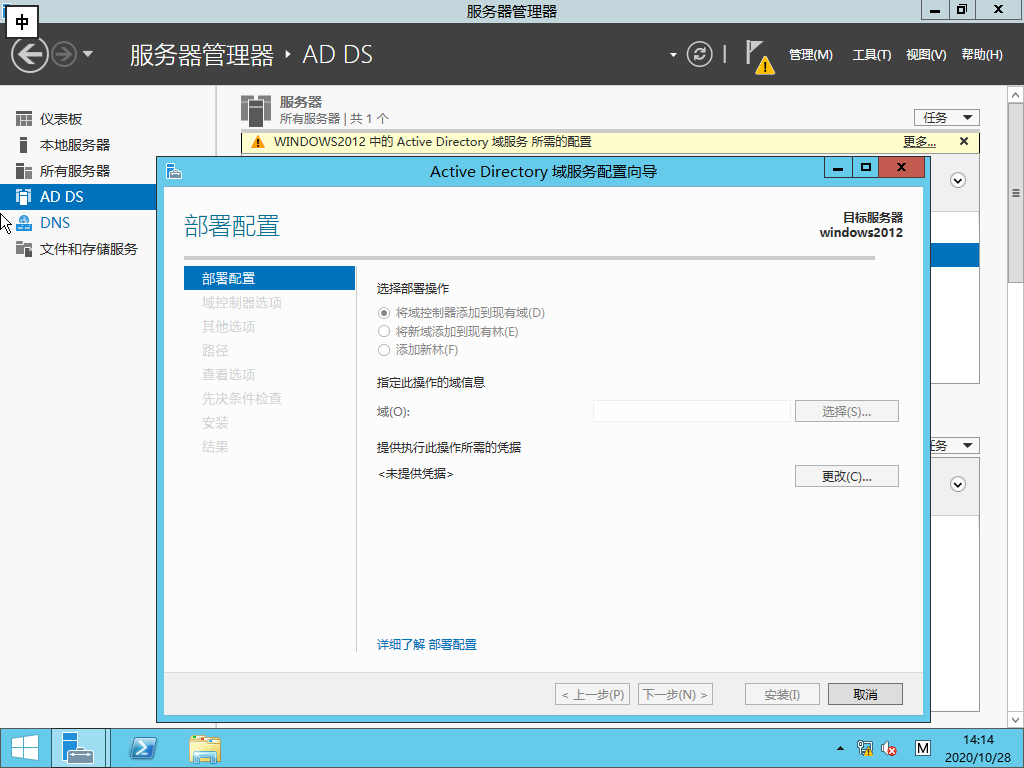 服务器管理器
中
服务器管理器 ‣ AD DS
管理(M) 工具(T) 视图(V) 帮助(H)
仪表板
本地服务器
所有服务器
AD DS
DNS
文件和存储服务
服务器
所有服务器 | 共 1 个
任务
WINDOWS2012 中的 Active Directory 域服务 所需的配置
更多...
Active Directory 域服务配置向导
部署配置
目标服务器
windows2012
部署配置
域控制器选项
其他选项
路径
查看选项
先决条件检查
安装
结果
选择部署操作
将域控制器添加到现有域(D)
将新域添加到现有林(E)
添加新林(F)
指定此操作的域信息
域(O):
选择(S)...
提供执行此操作所需的凭据
<未提供凭据>
更改(C)...
详细了解 部署配置
< 上一步(P)
下一步(N) >
安装(I)
取消
任务
M
14:14
2020/10/28